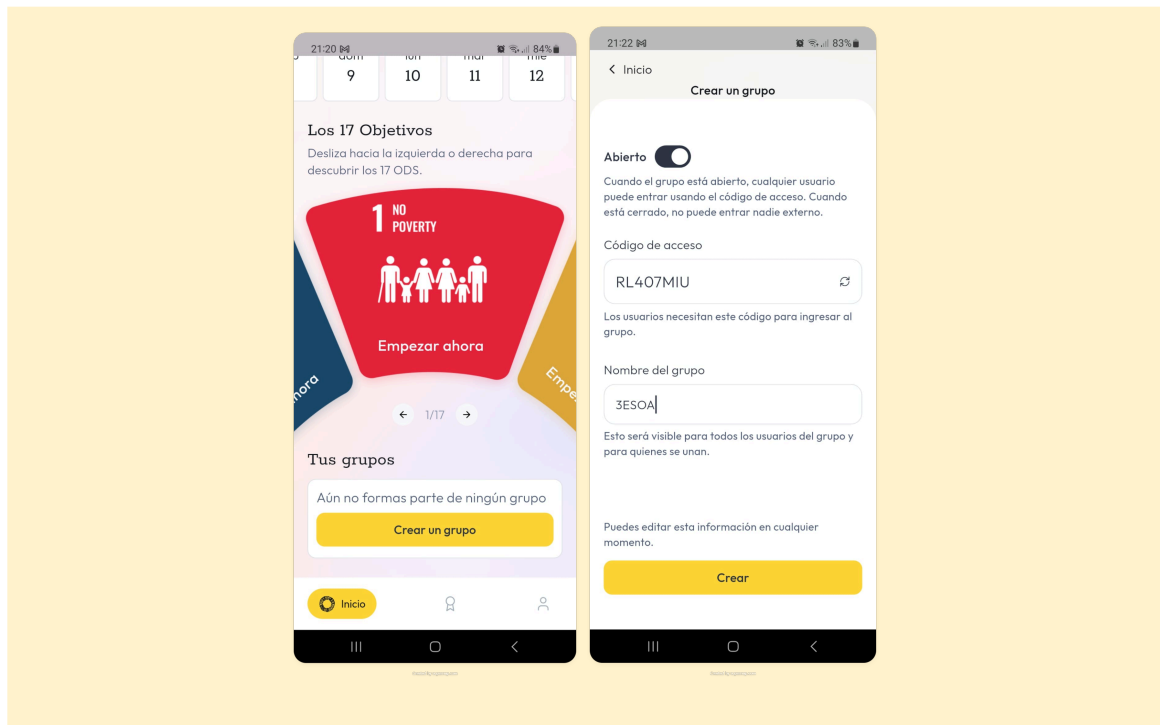 21:20
84%
9
10
11
12
Los 17 Objetivos
Desliza hacia la izquierda o derecha para
descubrir los 17 ODS.
1 NO
POVERTY
Empezar ahora
1/17
Tus grupos
Aún no formas parte de ningún grupo
Crear un grupo
Inicio
21:22
83%
Inicio
Crear un grupo
Abierto
Cuando el grupo está abierto, cualquier usuario
puede entrar usando el código de acceso. Cuando
está cerrado, no puede entrar nadie externo.
Código de acceso
RL407MIU
Los usuarios necesitan este código para ingresar al
grupo.
Nombre del grupo
3ESOA
Esto será visible para todos los usuarios del grupo y
para quienes se unan.
Puedes editar esta información en cualquier
momento.
Crear